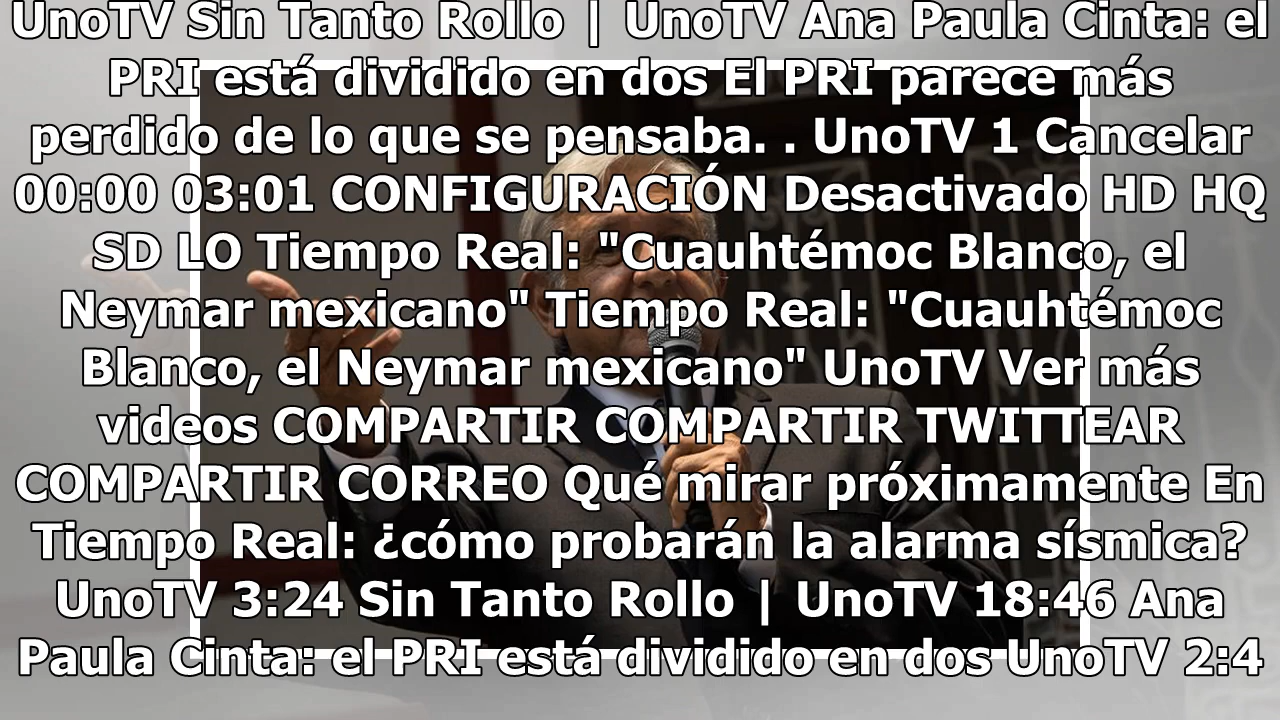 UnoTV Sin Tanto Rollo | UnoTV Ana Paula Cinta: el
PRI está dividido en dos El PRI parece más
perdido de lo que se pensaba. . UnoTV 1 Cancelar
00:00 03:01 CONFIGURACIÓN Desactivado HD HQ
SD LO Tiempo Real: "Cuauhtémoc Blanco, el
Neymar mexicano" Tiempo Real: "Cuauhtémoc
Blanco, el Neymar mexicano" UnoTV Ver más
videos COMPARTIR COMPARTIR TWITTEAR
COMPARTIR CORREO Qué mirar próximamente En
Tiempo Real: ¿cómo probarán la alarma sísmica?
UnoTV 3:24 Sin Tanto Rollo | UnoTV 18:46 Ana
Paula Cinta: el PRI está dividido en dos UnoTV 2:4